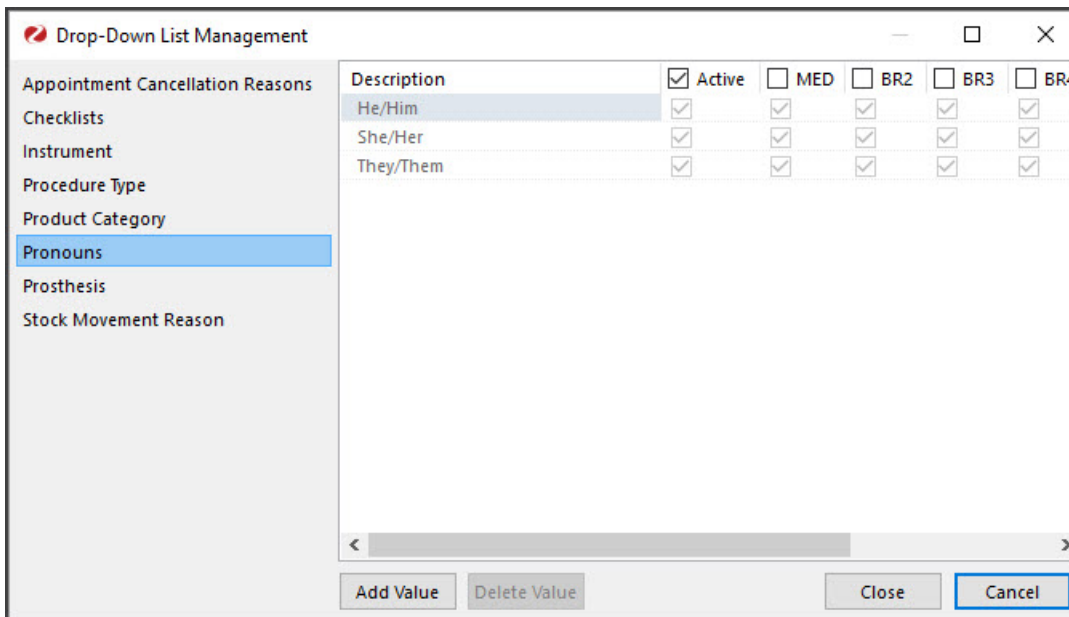 Drop-Down List Management
Appointment Cancellation Reasons
Checklists
Instrument
Procedure Type
Product Category
Pronouns
Prosthesis
Stock Movement Reason
Description Active MED BR2 BR3 BR4
He/Him
She/Her
They/Them
Add Value Delete Value Close Cancel